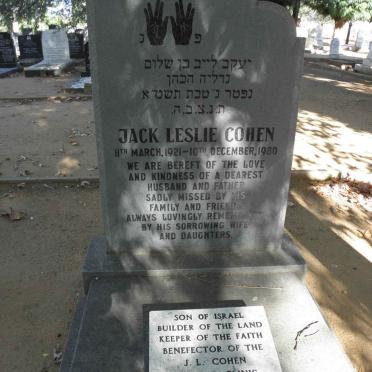 פ נ
יעקב לייב בן שלום
גדליה הכהן
נפטר ג׳ טבת תשמ״א
ת.נ.צ.ב.ה.
JACK LESLIE COHEN
11TH MARCH, 1921-10TH DECEMBER, 1980
WE ARE BEREFT OF THE LOVE
AND KINDNESS OF A DEAREST
HUSBAND AND FATHER
SADLY MISSED BY HIS
FAMILY AND FRIENDS
ALWAYS LOVINGLY REMEMBERED
BY HIS SORROWING WIFE
AND DAUGHTERS.
SON OF ISRAEL
BUILDER OF THE LAND
KEEPER OF THE FAITH
BENEFECTOR OF THE
J. L. COHEN